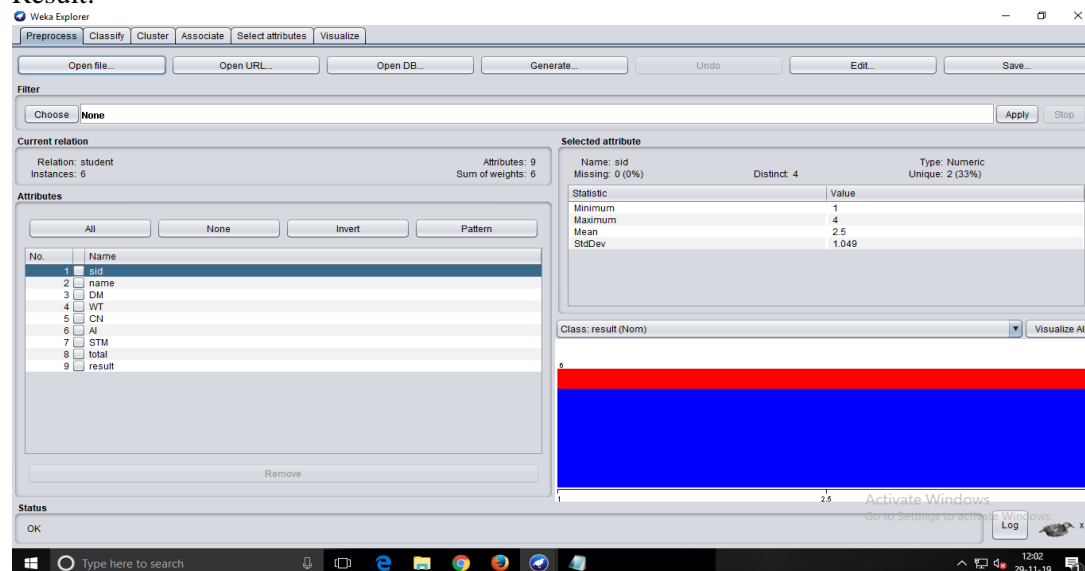 Result:
Weka Explorer
Preprocess Classify Cluster Associate Select attributes Visualize
Open file... Open URL... Open DB... Generate... Undo Edit... Save...
Filter
Choose None Apply Stop
Current relation
Relation: student Attributes: 9
Instances: 6 Sum of weights: 6
Selected attribute
Name: sid Type: Numeric
Missing: 0 (0%) Distinct: 4 Unique: 2 (33%)
Statistic Value
Minimum 1
Maximum 4
Mean 2.5
StdDev 1.049
Attributes
All None Invert Pattern
No. Name
1 sid
2 name
3 DM
4 WT
5 CN
6 AI
7 STM
8 total
9 result
Remove
Class: result (Nom) Visualize All
6
1 2.5
Activate Windows
Go to Settings to activate Windows.
Status
OK Log x
Type here to search
12:02
29-11-19